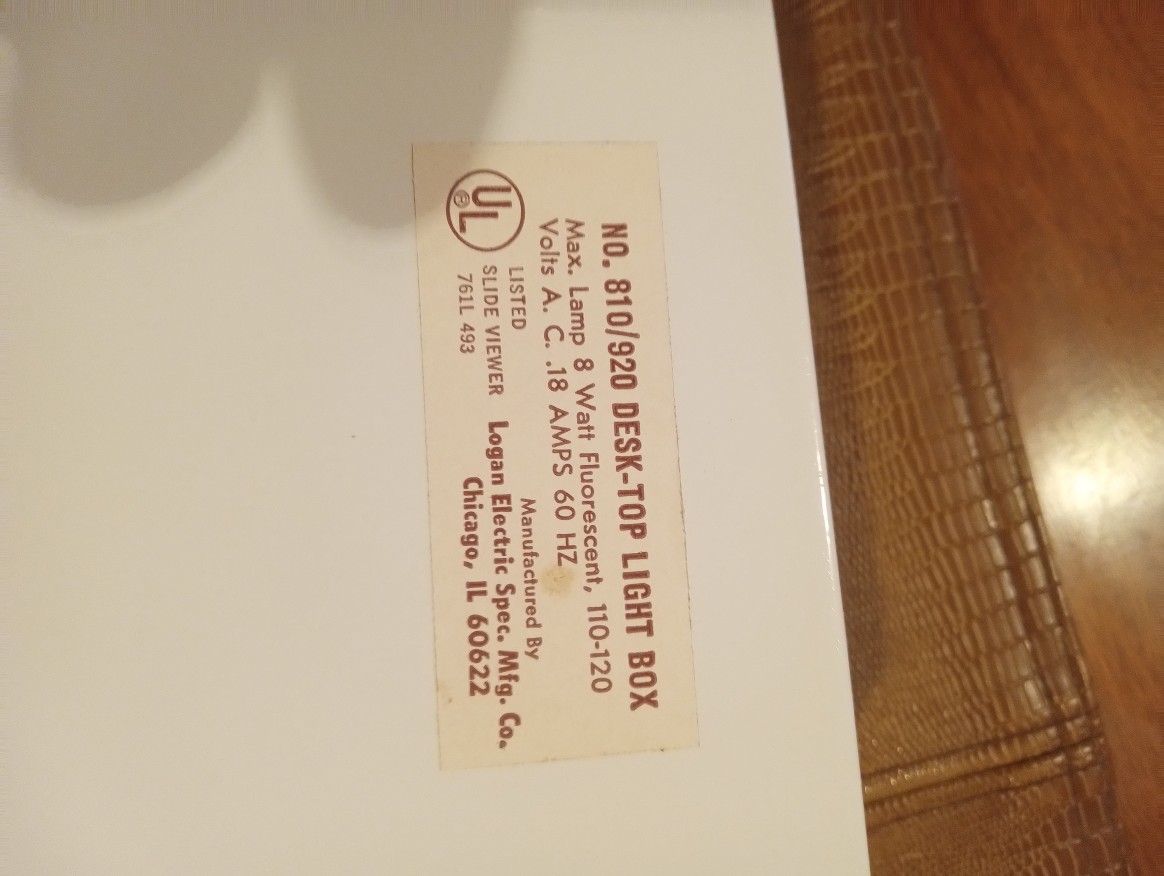 NO. 810/920 DESK-TOP LIGHT BOX
Max. Lamp 8 Watt Fluorescent, 110-120
Volts A. C. .18 AMPS 60 HZ
UL®
LISTED
SLIDE VIEWER
761L 493
Manufactured By
Logan Electric Spec. Mfg. Co.
Chicago, IL 60622